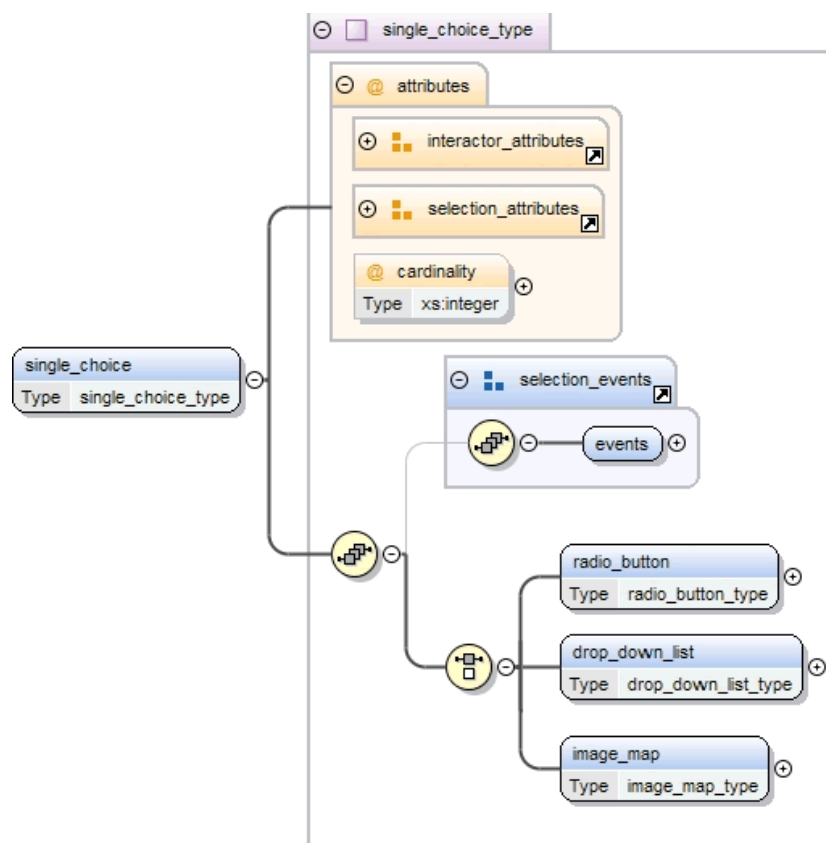 single_choice_type
@ attributes
interactor_attributes
selection_attributes
@ cardinality
Type xs:integer
single_choice
Type single_choice_type
selection_events
events
radio_button
Type radio_button_type
drop_down_list
Type drop_down_list_type
image_map
Type image_map_type